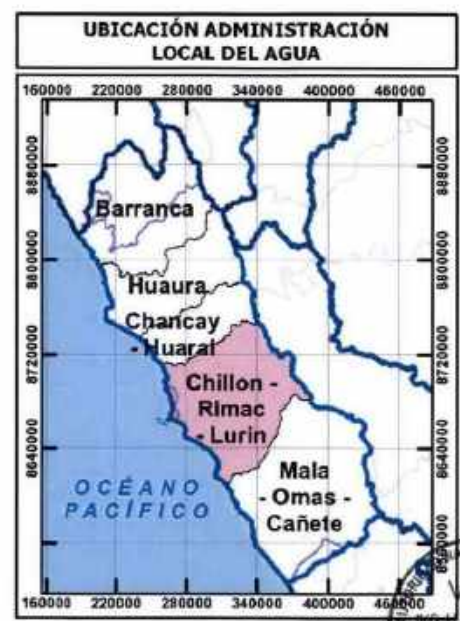 UBICACIÓN ADMINISTRACIÓN
LOCAL DEL AGUA
160000 220000 280000 340000 400000 460000
8880000 8880000
Barranca
8800000 8800000
Huaura
Chancay
- Huaral
8720000 8720000
Chillon -
Rimac
- Lurin
8640000 8640000
Mala
- Omas -
Cañete
OCÉANO
PACÍFICO
160000 220000 280000 340000 400000 460000